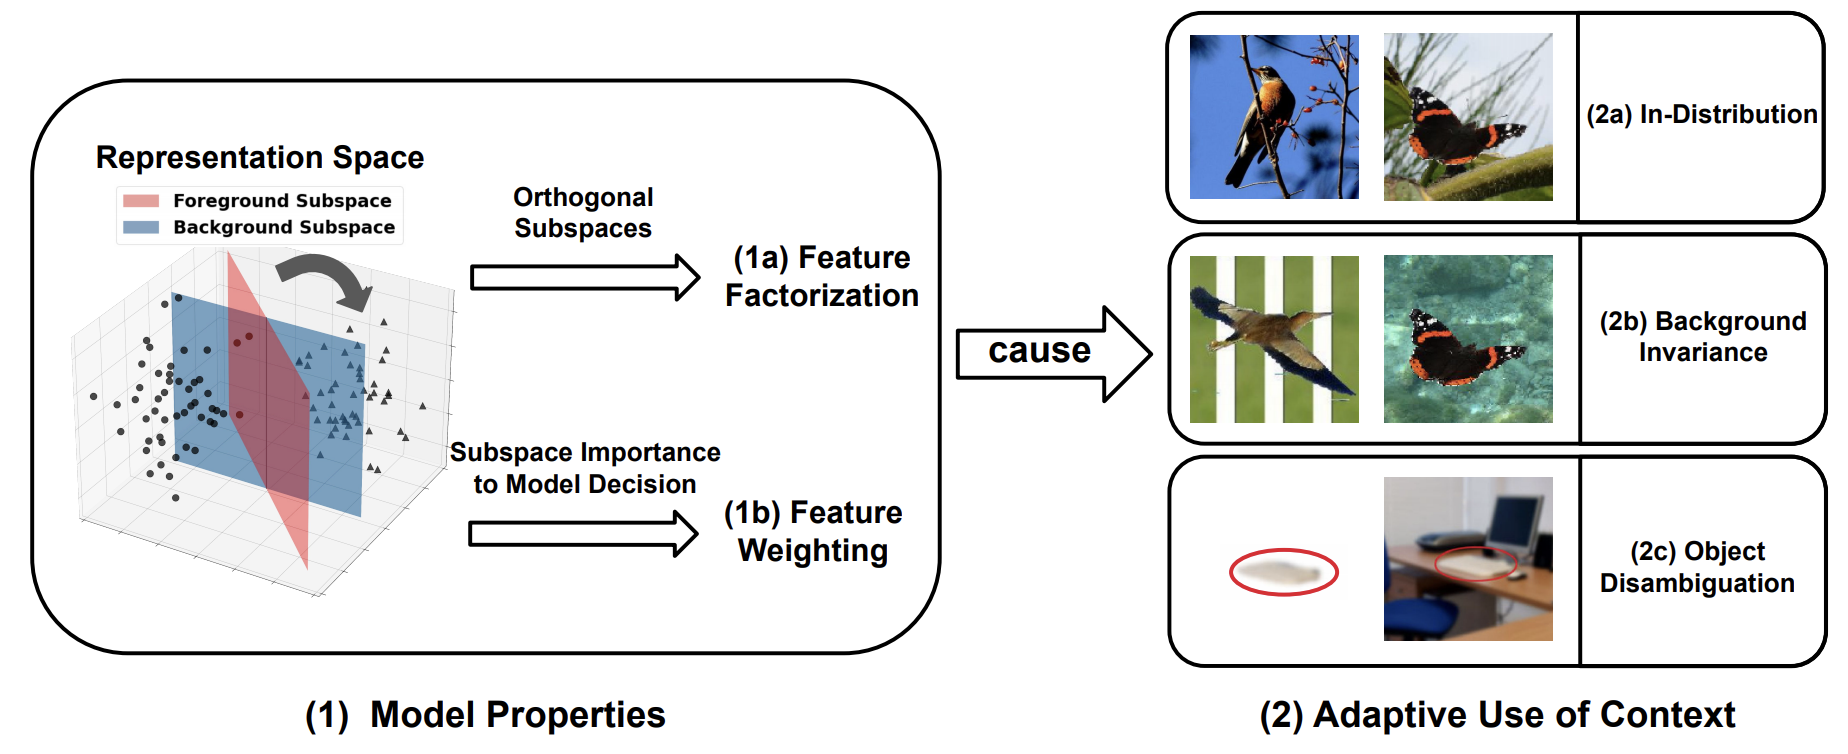 Representation Space
Foreground Subspace
Background Subspace
Orthogonal
Subspaces
(1a) Feature
Factorization
Subspace Importance
to Model Decision
(1b) Feature
Weighting
(1) Model Properties
cause
(2a) In-Distribution
(2b) Background
Invariance
(2c) Object
Disambiguation
(2) Adaptive Use of Context